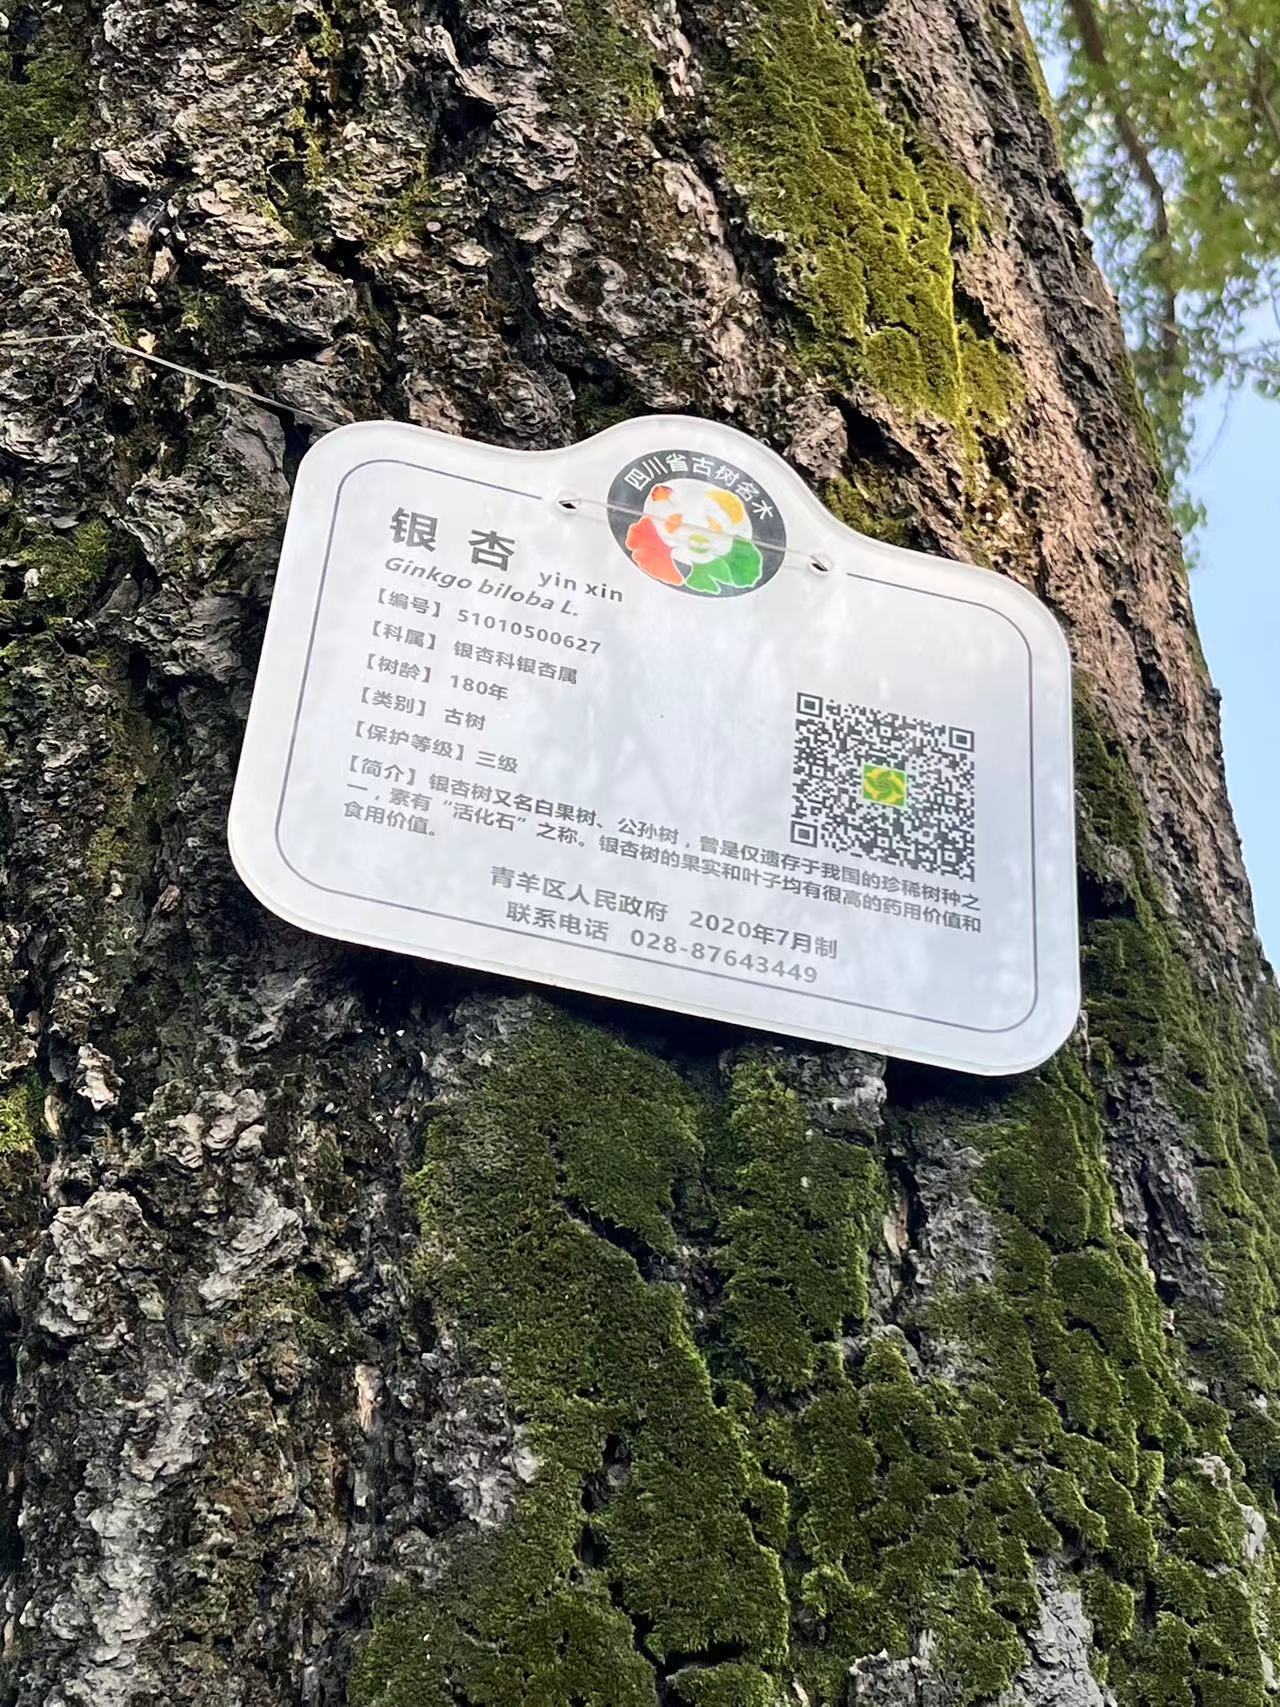 四川省古树名木
银杏 yin xin
Ginkgo biloba L.
【编号】 51010500627
【科属】 银杏科银杏属
【树龄】 180年
【类别】 古树
【保护等级】三级
【简介】 银杏树又名白果树、公孙树，曾是仅遗存于我国的珍稀树种之
一，素有“活化石”之称。银杏树的果实和叶子均有很高的药用价值和
食用价值。
青羊区人民政府 2020年7月制
联系电话 028-87643449